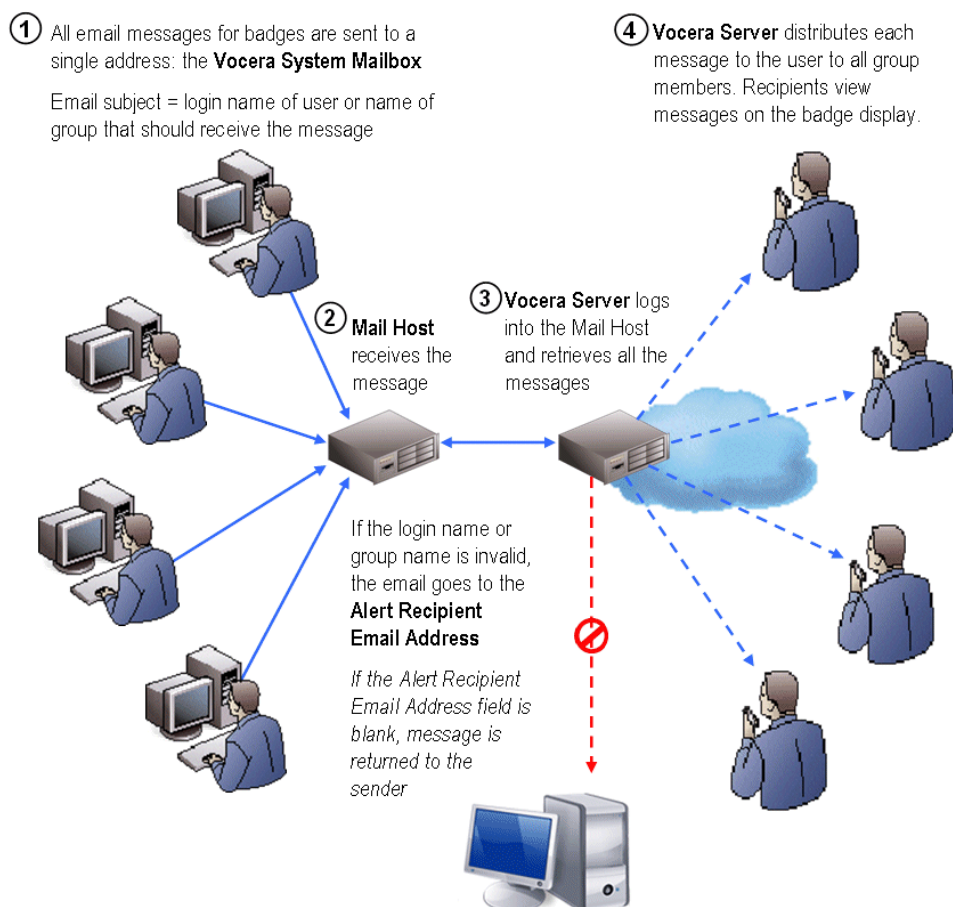 1 All email messages for badges are sent to a
single address: the Vocera System Mailbox
Email subject = login name of user or name of
group that should receive the message
2 Mail Host
receives the
message
3 Vocera Server logs
into the Mail Host
and retrieves all the
messages
4 Vocera Server distributes each
message to the user to all group
members. Recipients view
messages on the badge display.
If the login name or
group name is invalid,
the email goes to the
Alert Recipient
Email Address
If the Alert Recipient
Email Address field is
blank, message is
returned to the
sender